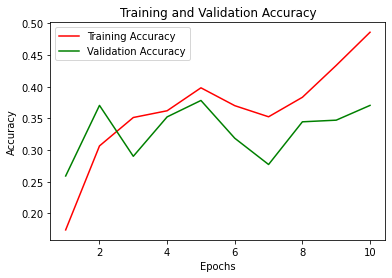 Training and Validation Accuracy
0.50
0.45
0.40
0.35
0.30
0.25
0.20
Accuracy
Training Accuracy
Validation Accuracy
2
4
6
8
10
Epochs